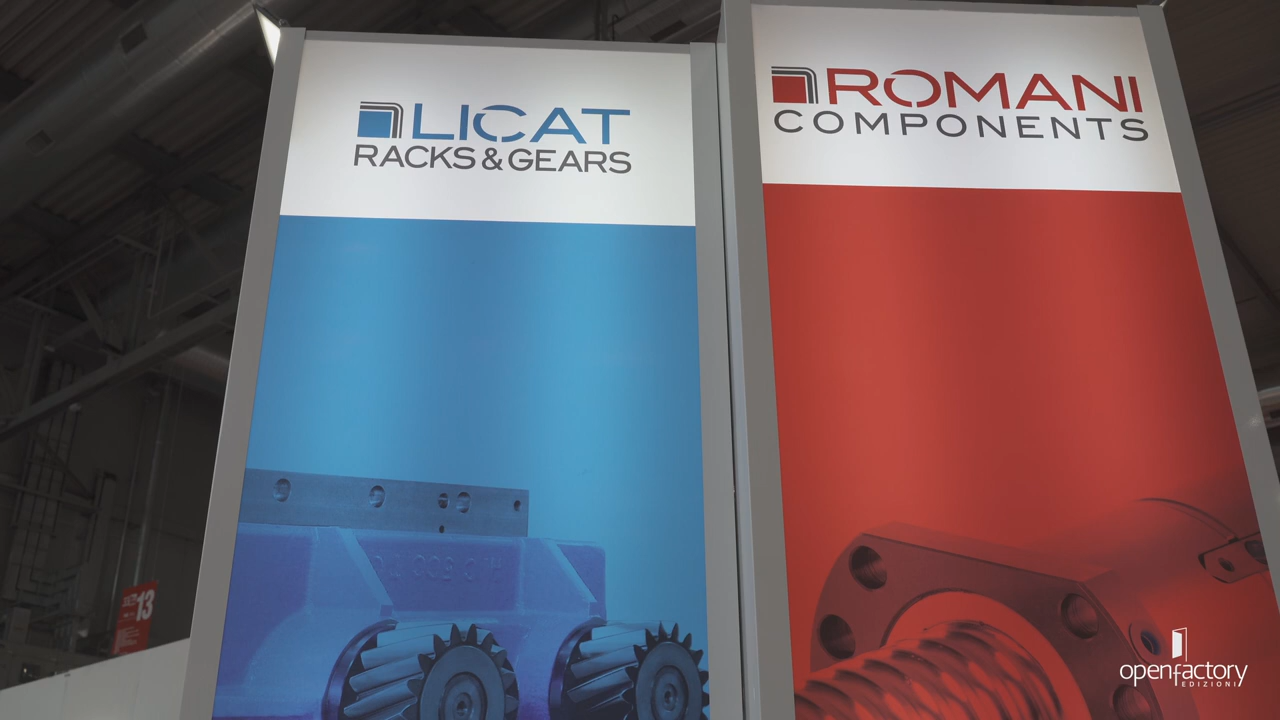 LICAT
RACKS & GEARS
ROMANI
COMPONENTS
13
openfactory
EDIZIONI